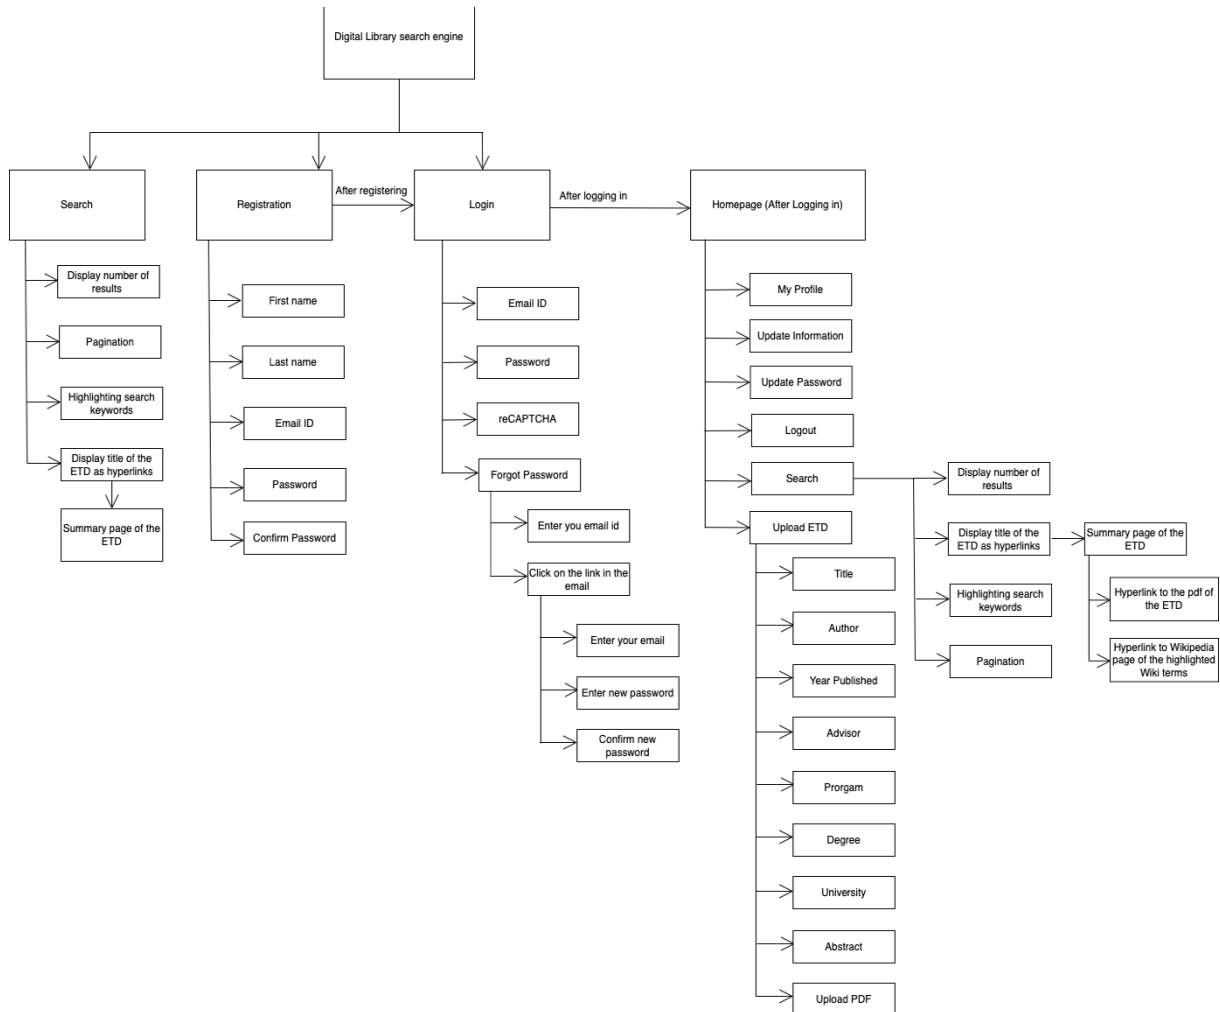 Digital Library search engine
Search
Registration
After registering
Login
After logging in
Homepage (After Logging in)
Display number of
results
Pagination
Highlighting search
keywords
Display title of the
ETD as hyperlinks
Summary page of the
ETD
First name
Last name
Email ID
Password
Confirm Password
Email ID
Password
reCAPTCHA
Forgot Password
Enter you email id
Click on the link in the
email
Enter your email
Enter new password
Confirm new
password
My Profile
Update Information
Update Password
Logout
Search
Upload ETD
Title
Author
Year Published
Advisor
Prorgam
Degree
University
Abstract
Upload PDF
Display number of
results
Display title of the
ETD as hyperlinks
Highlighting search
keywords
Pagination
Summary page of the
ETD
Hyperlink to the pdf of
the ETD
Hyperlink to Wikipedia
page of the highlighted
Wiki terms